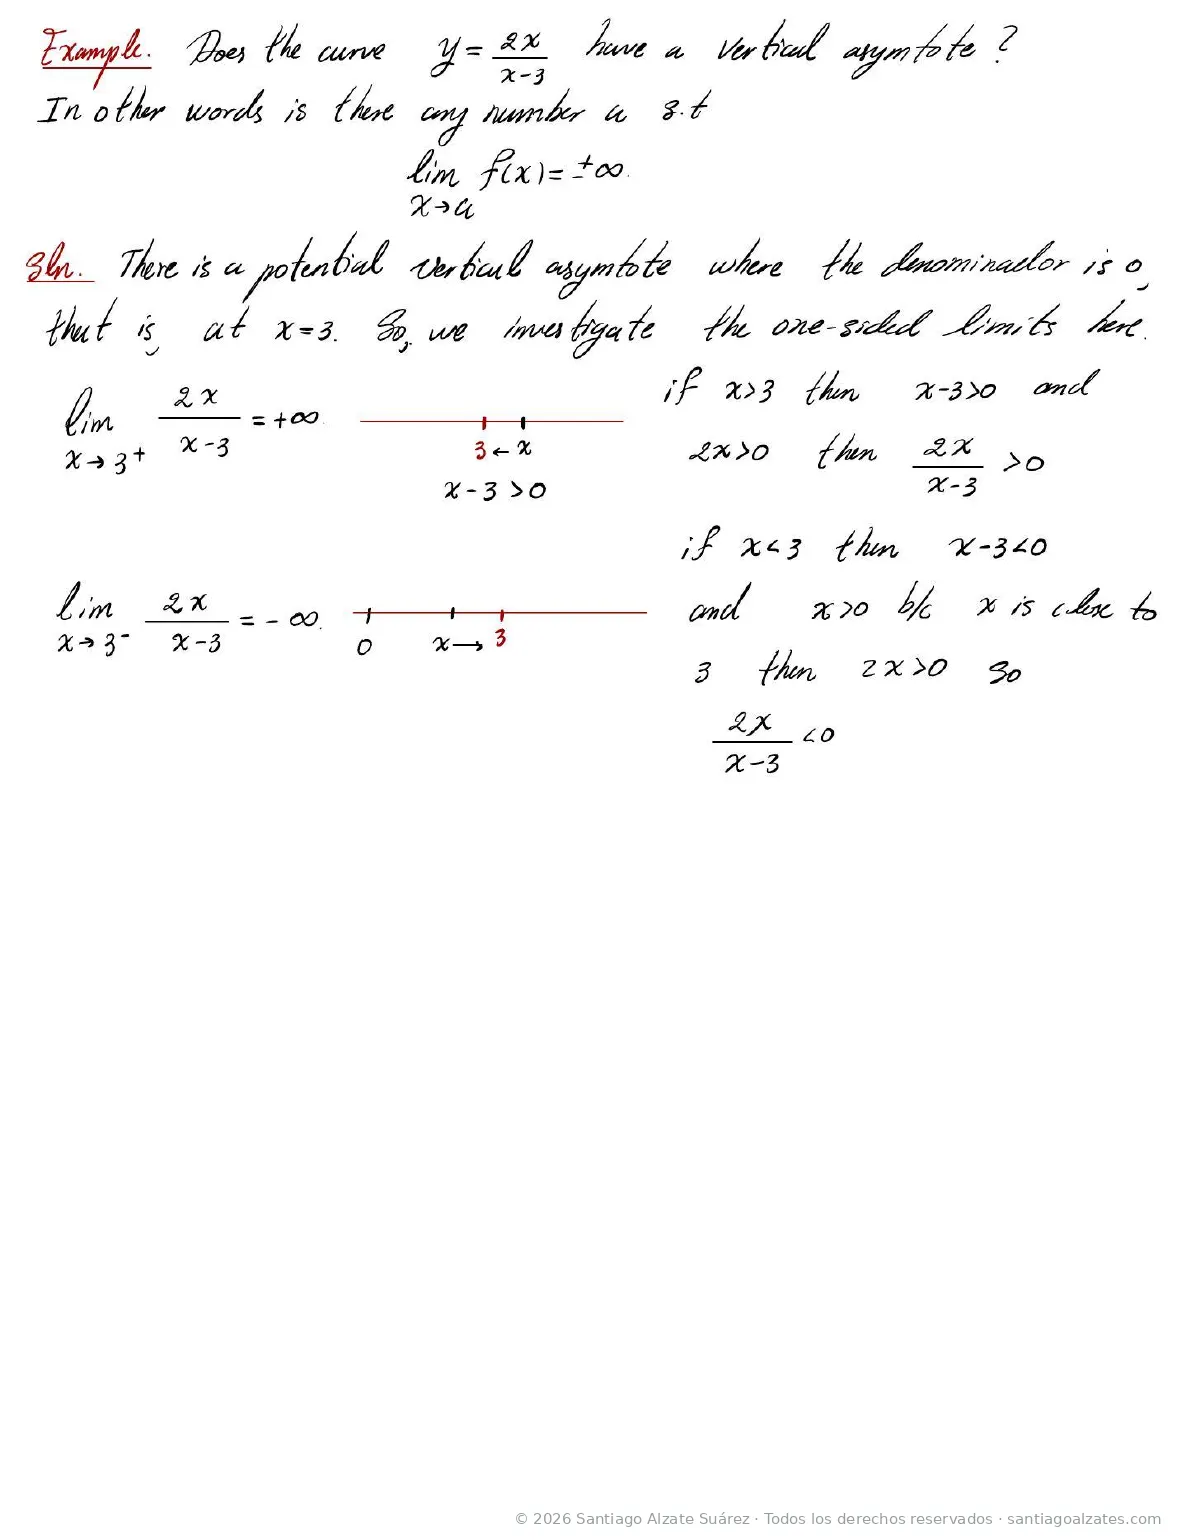 Example. Does the curve y = 2x/(x-3) have a vertical asymtote ?
In other words is there any number a s.t
lim f(x) = ±∞.
x→a
Sln. There is a potential vertical asymtote where the denominaetor is 0,
that is, at x=3. So, we investigate the one-sided limits here.
lim 2x/(x-3) = +∞.
x→3⁺
3 ← x
x-3 >0
if x>3 then x-3>0 and
2x>0 then 2x/(x-3) >0
lim 2x/(x-3) = -∞.
x→3⁻
0 x→3
if x<3 then x-3<0
and x>0 b/c x is close to
3 then 2x>0 so
2x/(x-3) <0
© 2026 Santiago Alzate Suárez · Todos los derechos reservados · santiagoalzates.com